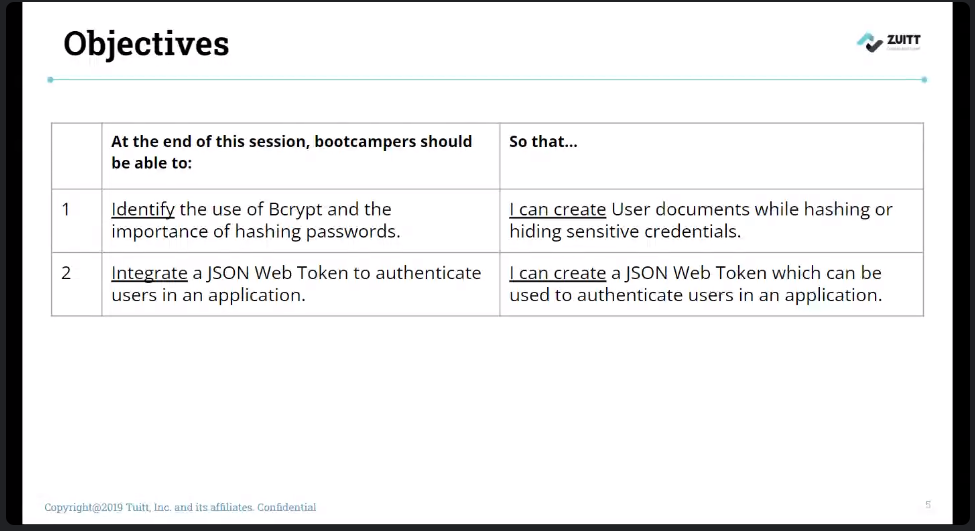 Objectives
ZUITT
At the end of this session, bootcampers should
be able to:
So that...
1
Identify the use of Bcrypt and the
importance of hashing passwords.
I can create User documents while hashing or
hiding sensitive credentials.
2
Integrate a JSON Web Token to authenticate
users in an application.
I can create a JSON Web Token which can be
used to authenticate users in an application.
Copyright@2019 Tuitt, Inc. and its affiliates. Confidential
5